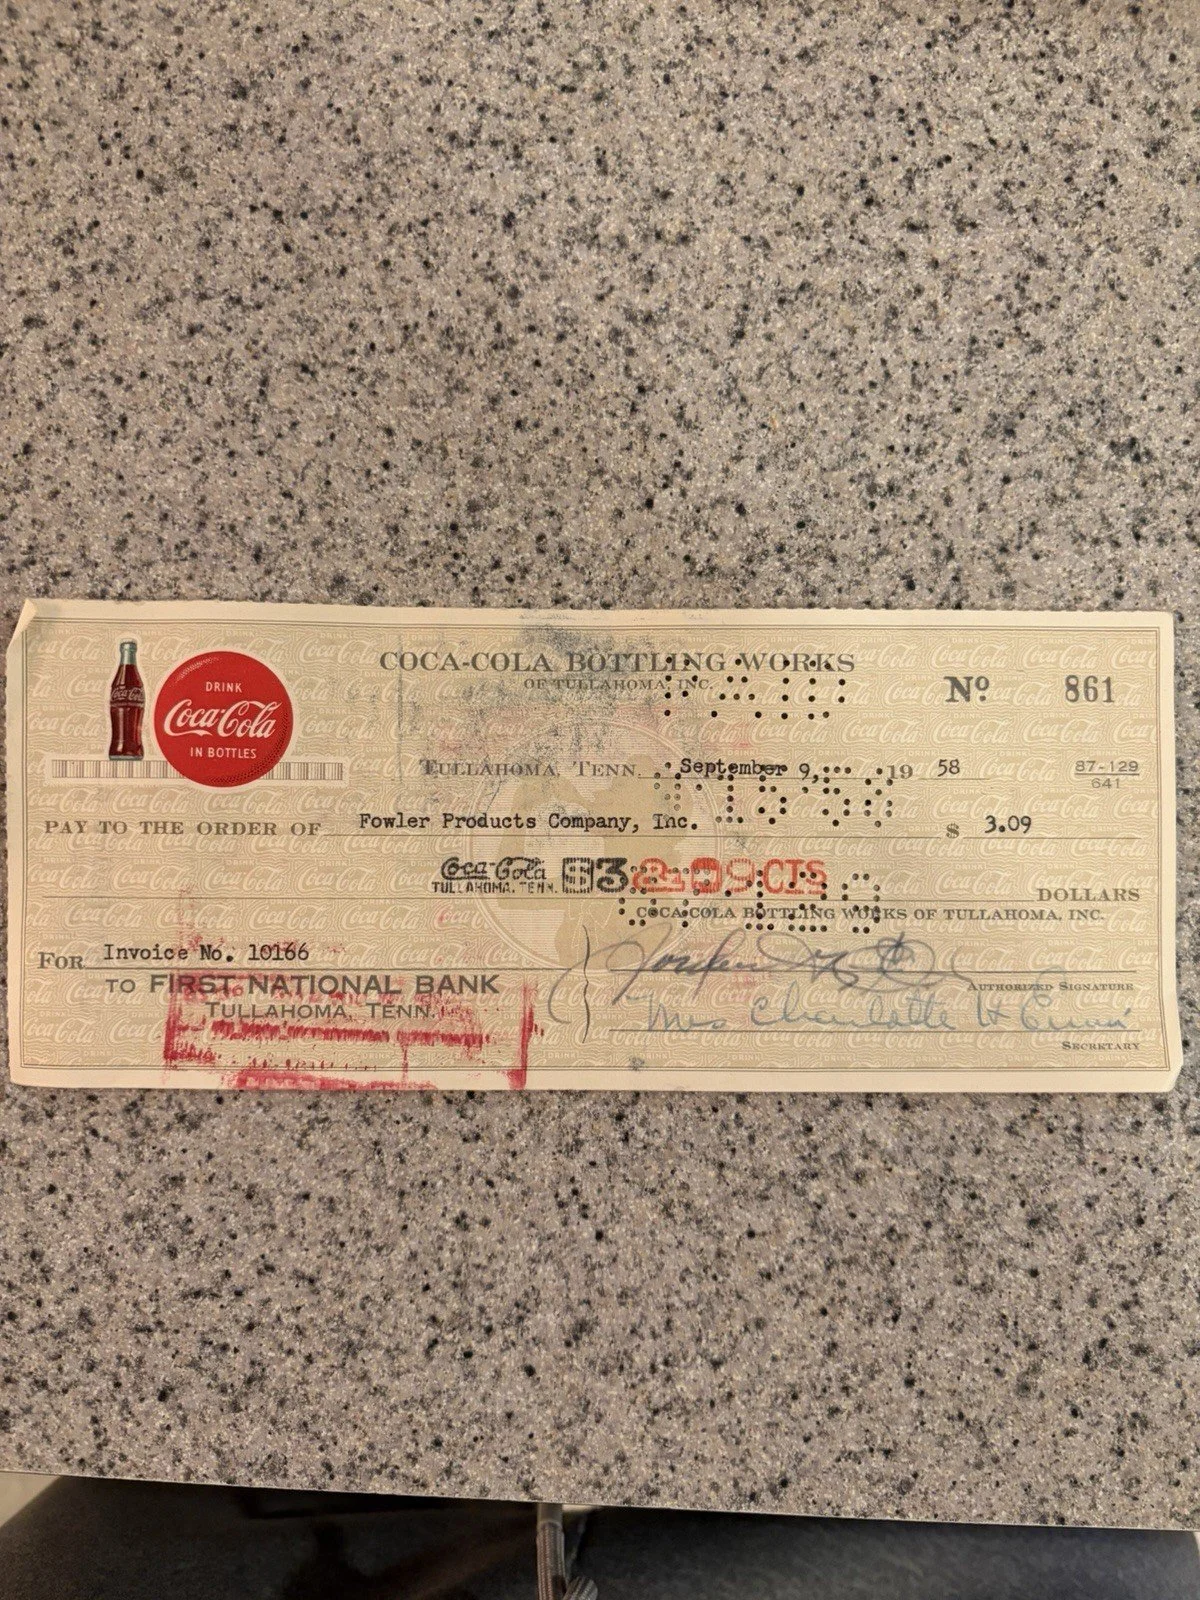 COCA-COLA BOTTLING WORKS
OF TULLAHOMA, INC.
Nº 861
DRINK
Coca-Cola
IN BOTTLES
TULLAHOMA, TENN. September 9, 19 58
87-129
641
PAY TO THE ORDER OF Fowler Products Company, Inc. $ 3.09
Coca-Cola
TULLAHOMA, TENN. $3 09 CTS
DOLLARS
COCA-COLA BOTTLING WORKS OF TULLAHOMA, INC.
FOR Invoice No. 10166
TO FIRST NATIONAL BANK
TULLAHOMA, TENN.
AUTHORIZED SIGNATURE
Mrs Charlotte H
SECRETARY